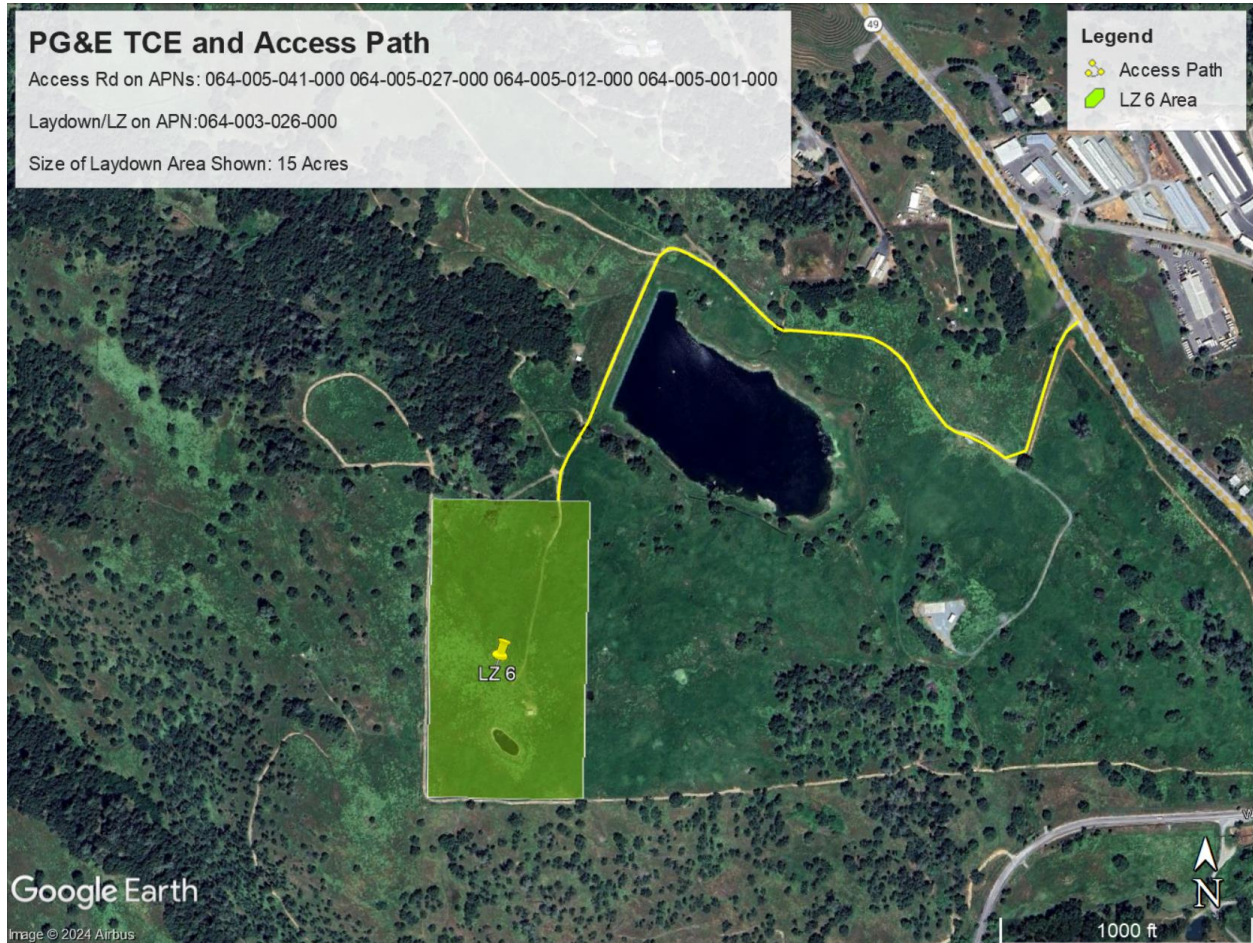 PG&E TCE and Access Path
Access Rd on APNs: 064-005-041-000 064-005-027-000 064-005-012-000 064-005-001-000
Laydown/LZ on APN:064-003-026-000
Size of Laydown Area Shown: 15 Acres
49
Legend
Access Path
LZ 6 Area
LZ 6
N
Google Earth
Image © 2024 Airbus
1000 ft